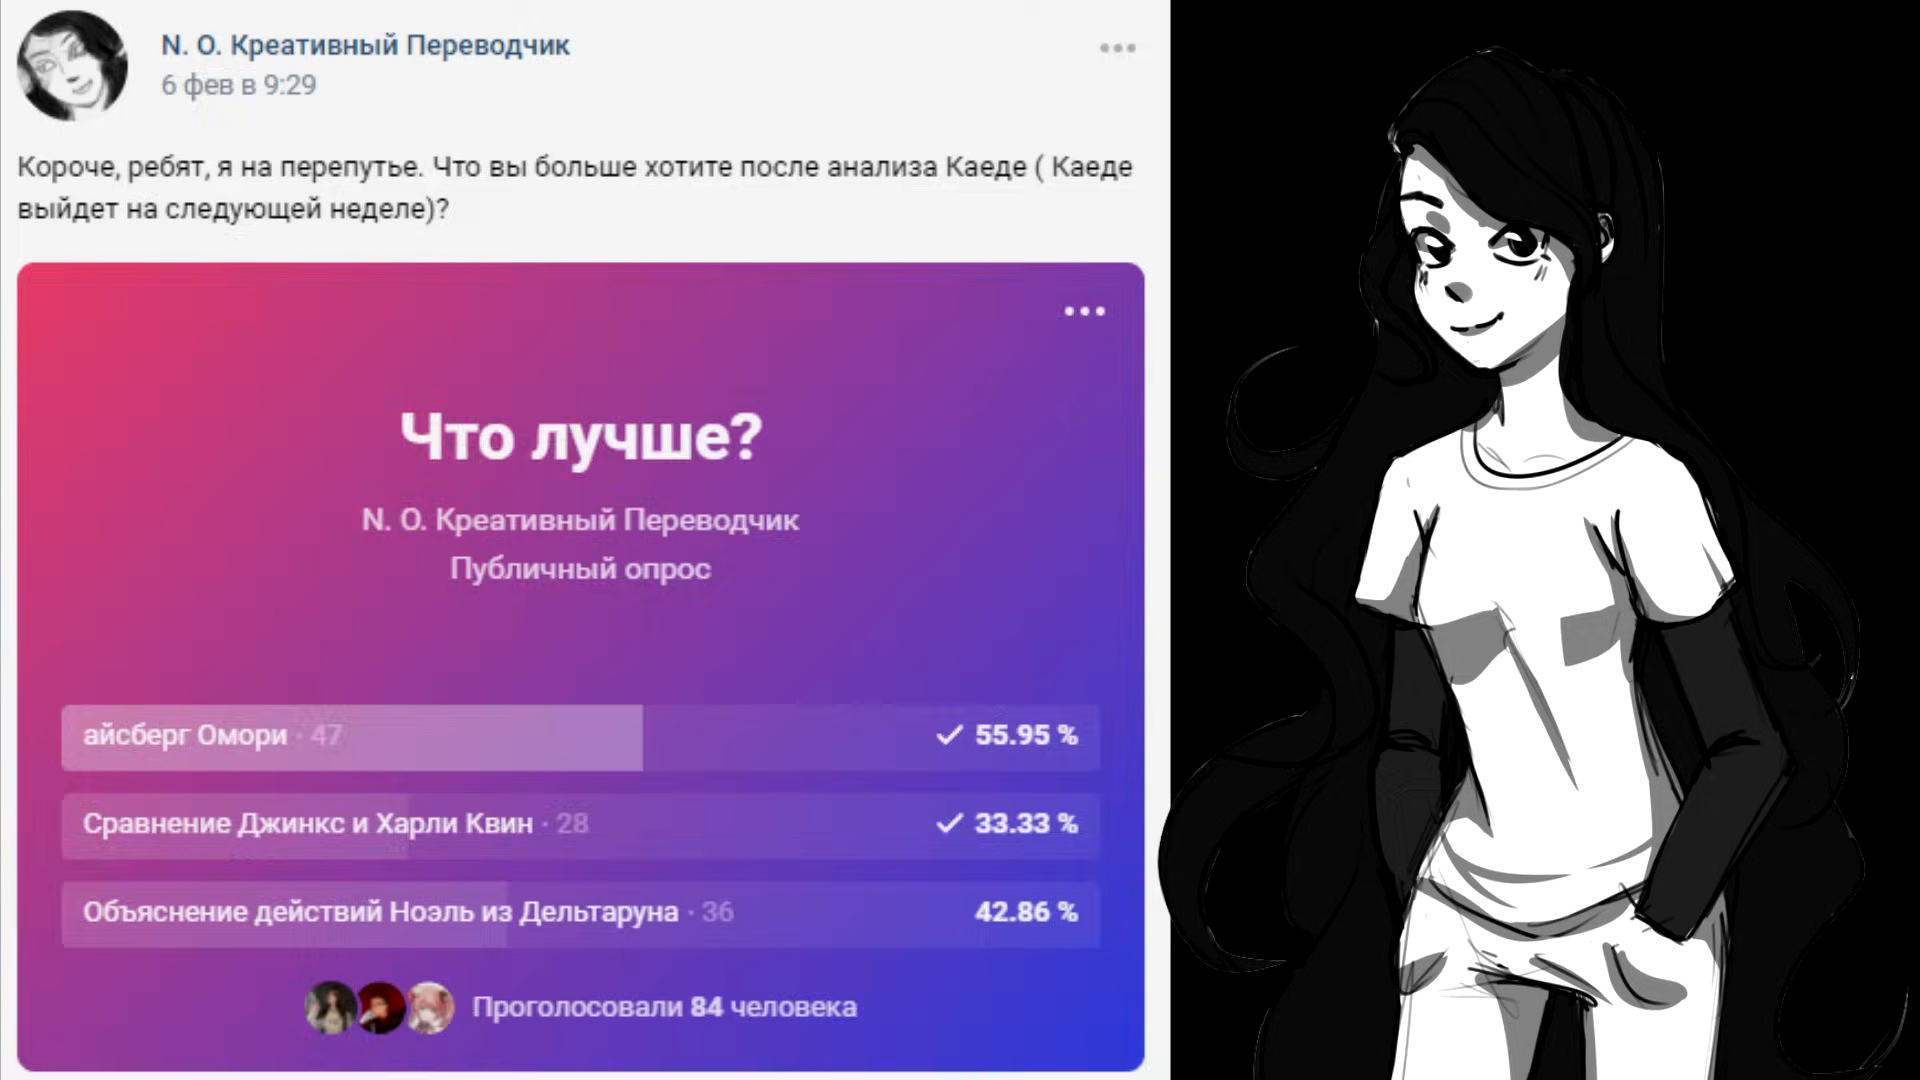 N. O. Креативный Переводчик
6 фев в 9:29
Короче, ребят, я на перепутье. Что вы больше хотите после анализа Каеде ( Каеде
выйдет на следующей неделе)?
Что лучше?
N. O. Креативный Переводчик
Публичный опрос
айсберг Омори · 47 55.95 %
Сравнение Джинкс и Харли Квин · 28 33.33 %
Объяснение действий Ноэль из Дельтаруна · 36 42.86 %
Проголосовали 84 человека